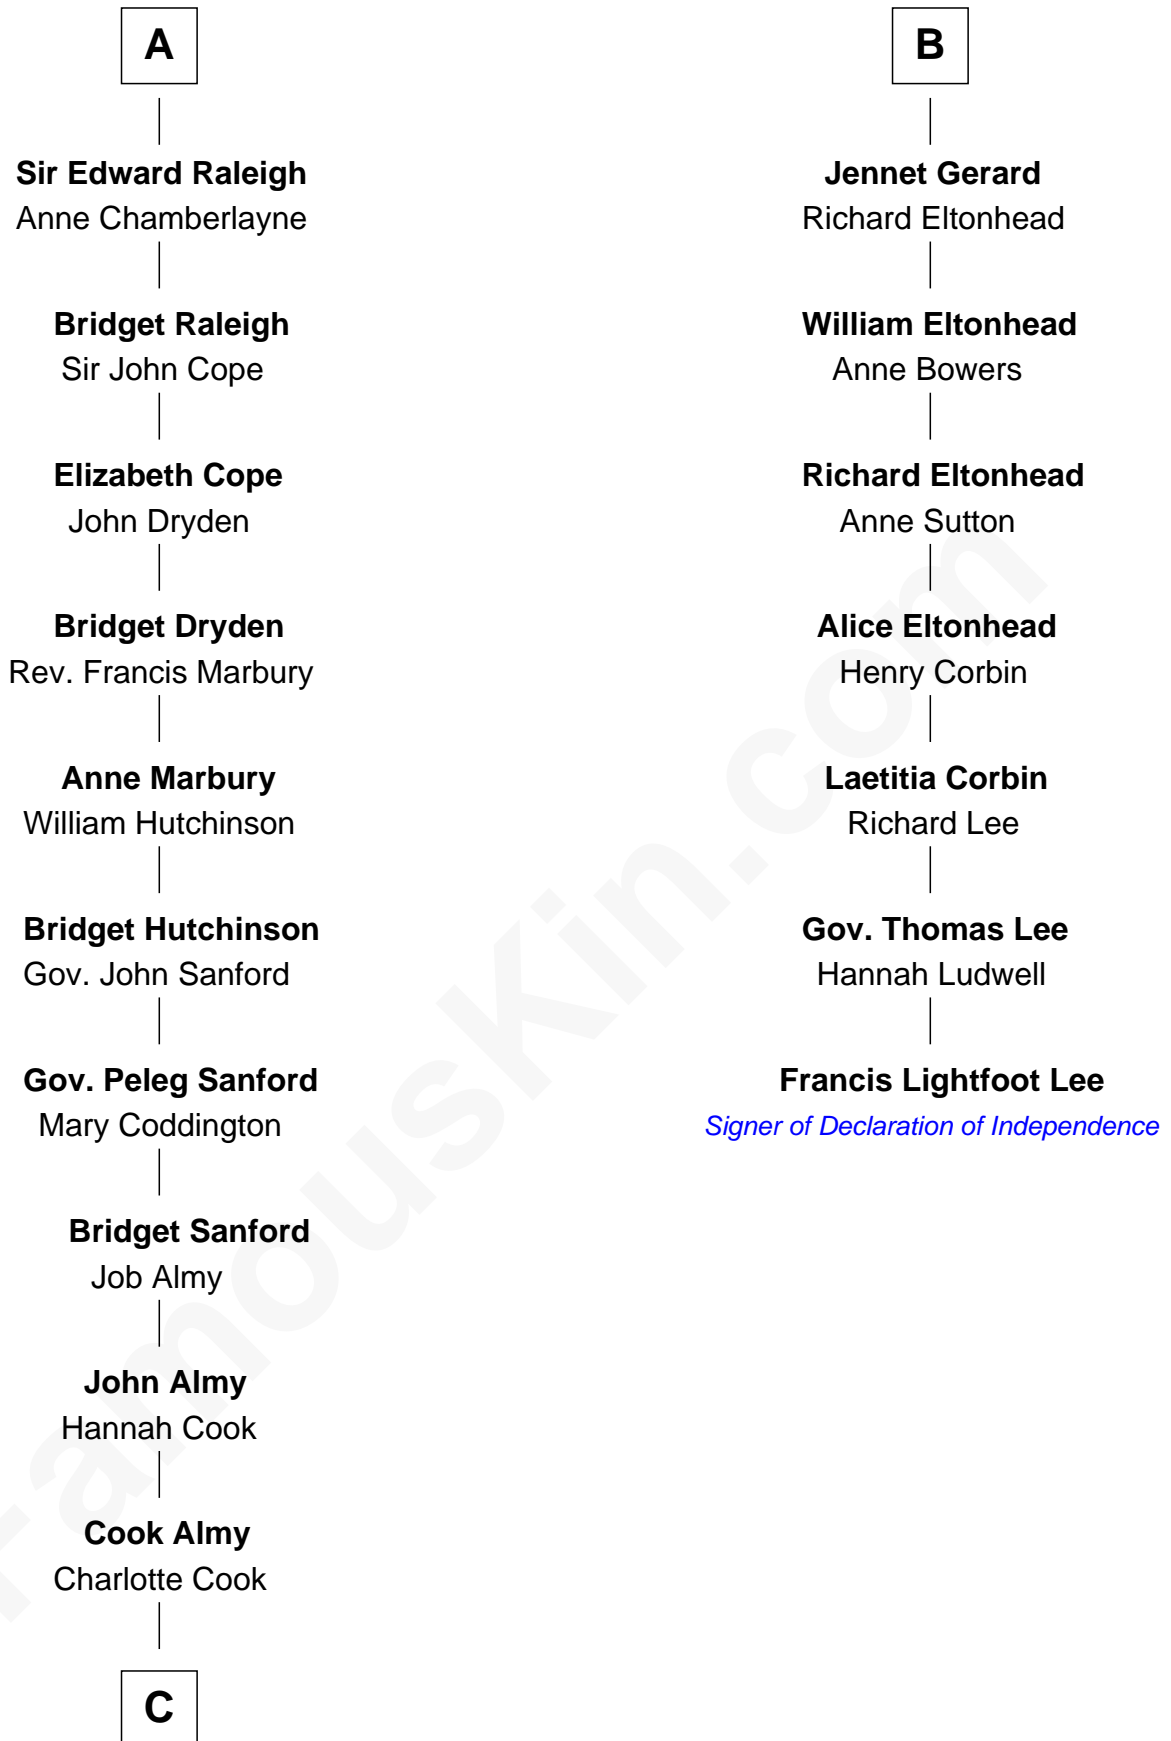 A
Sir Edward Raleigh
Anne Chamberlayne
Bridget Raleigh
Sir John Cope
Elizabeth Cope
John Dryden
Bridget Dryden
Rev. Francis Marbury
Anne Marbury
William Hutchinson
Bridget Hutchinson
Gov. John Sanford
Gov. Peleg Sanford
Mary Coddington
Bridget Sanford
Job Almy
John Almy
Hannah Cook
Cook Almy
Charlotte Cook
C
B
Jennet Gerard
Richard Eltonhead
William Eltonhead
Anne Bowers
Richard Eltonhead
Anne Sutton
Alice Eltonhead
Henry Corbin
Laetitia Corbin
Richard Lee
Gov. Thomas Lee
Hannah Ludwell
Francis Lightfoot Lee
Signer of Declaration of Independence
FamousKin.com